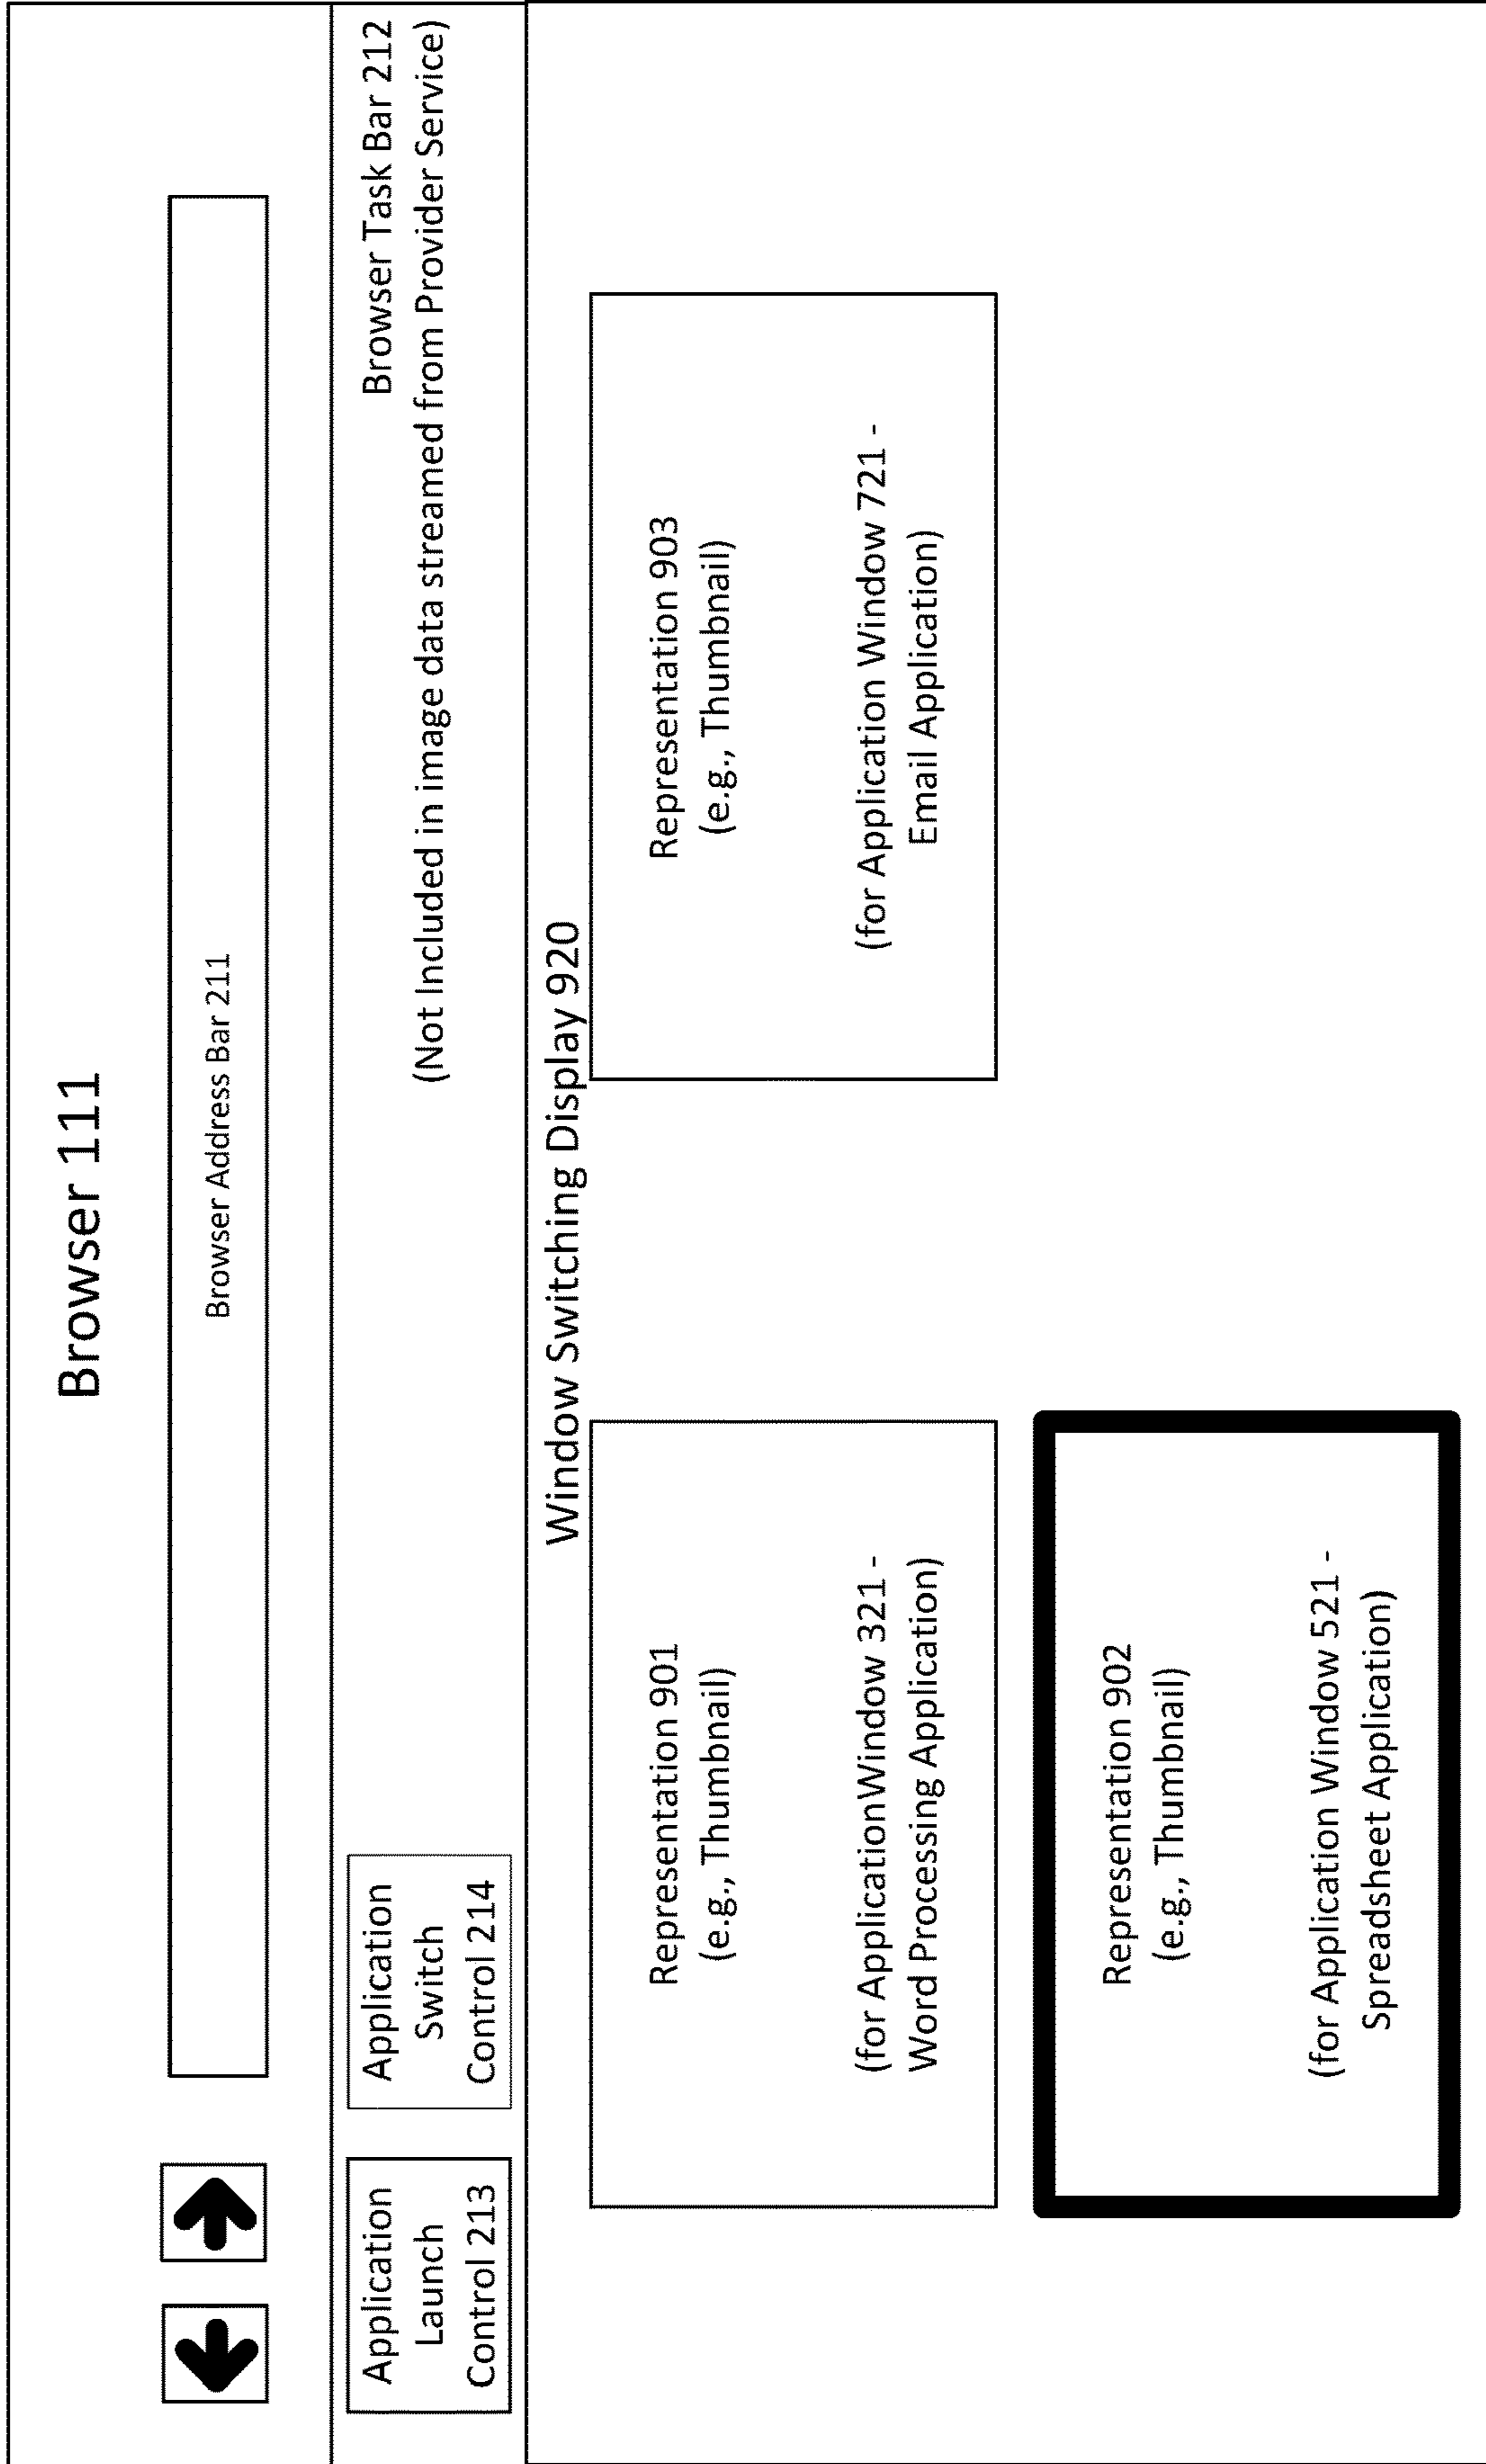 Browser 111
Browser Address Bar 211
Application
Launch
Control 213
Application
Switch
Control 214
Browser Task Bar 212
(Not Included in image data streamed from Provider Service)
Window Switching Display 920
Representation 901
(e.g., Thumbnail)
(for ApplicationWindow 321 -
Word Processing Application)
Representation 903
(e.g., Thumbnail)
(for Application Window 721 -
Email Application)
Representation 902
(e.g., Thumbnail)
(for Application Window 521 -
Spreadsheet Application)